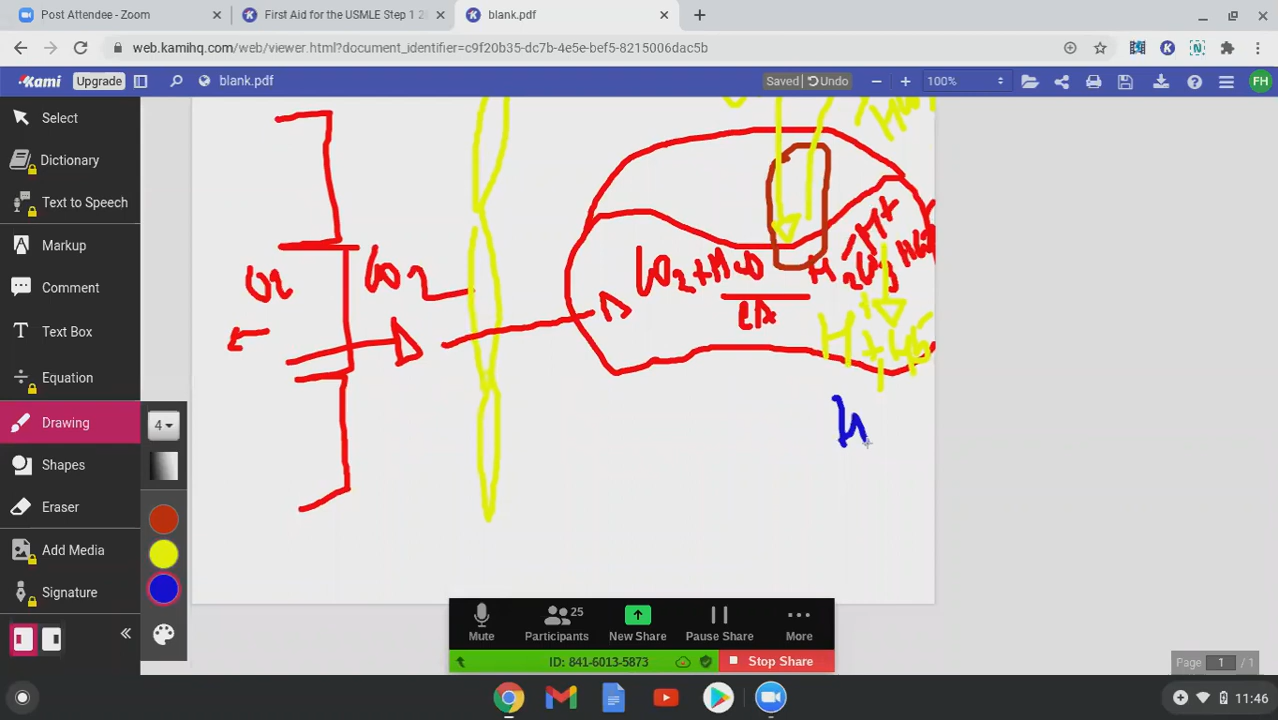 Post Attendee - Zoom
First Aid for the USMLE Step 1 2
blank.pdf
web.kamihq.com/web/viewer.html?document_identifier=c9f20b35-dc7b-4e5e-bef5-8215006dac5b
Kami
Upgrade
blank.pdf
Saved
Undo
100%
FH
Select
Dictionary
Text to Speech
Markup
Comment
Text Box
Equation
Drawing
4
Shapes
Eraser
Add Media
Signature
CO2
CO2 + H2O
CA
H2CO3
H+
H+
H
Mute
Participants
25
New Share
Pause Share
More
ID: 841-6013-5873
Stop Share
Page 1 / 1
11:46